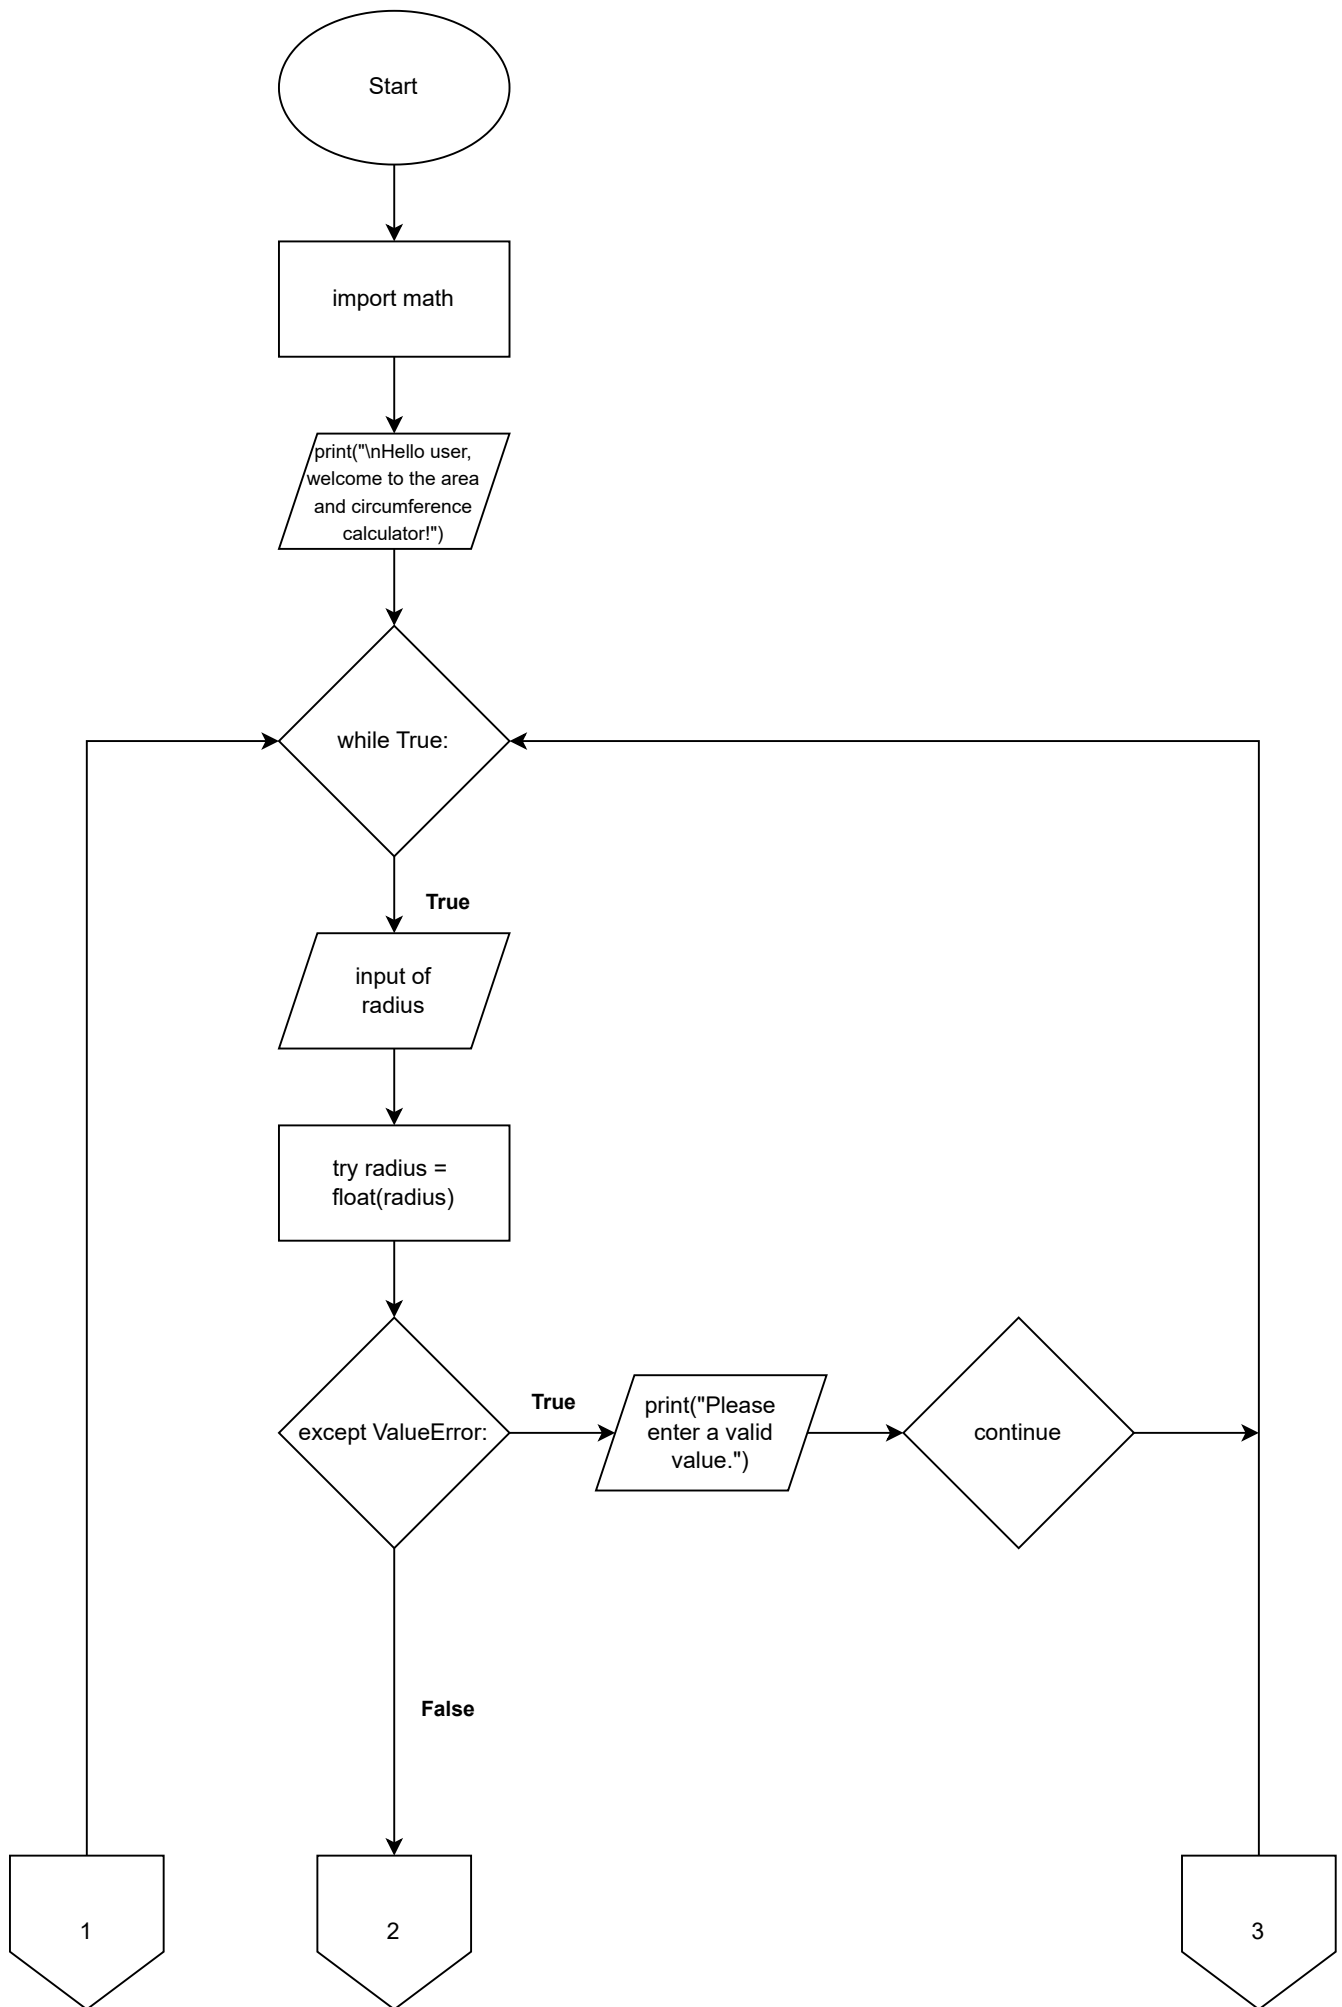 Start
import math
print("\nHello user,
welcome to the area
and circumference
calculator!")
while True:
True
input of
radius
try radius =
float(radius)
except ValueError:
True
print("Please
enter a valid
value.")
continue
False
1
2
3